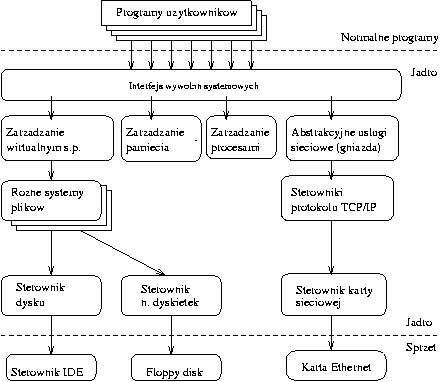 Programy uzytkownikow
Normalne programy
Interfejs wywolan systemowych
Jadro
Zarzadzanie
wirtualnym s.p.
Zarzadzanie
pamiecia
Zarzadzanie
procesami
Abstrakcyjne uslugi
sieciowe (gniazda)
Rozne systemy
plikow
Sterowniki
protokolu TCP/IP
Sterownik
dysku
Sterownik
n. dyskietek
Sterownik karty
sieciowej
Jadro
Sprzet
Sterownik IDE
Floppy disk
Karta Ethernet